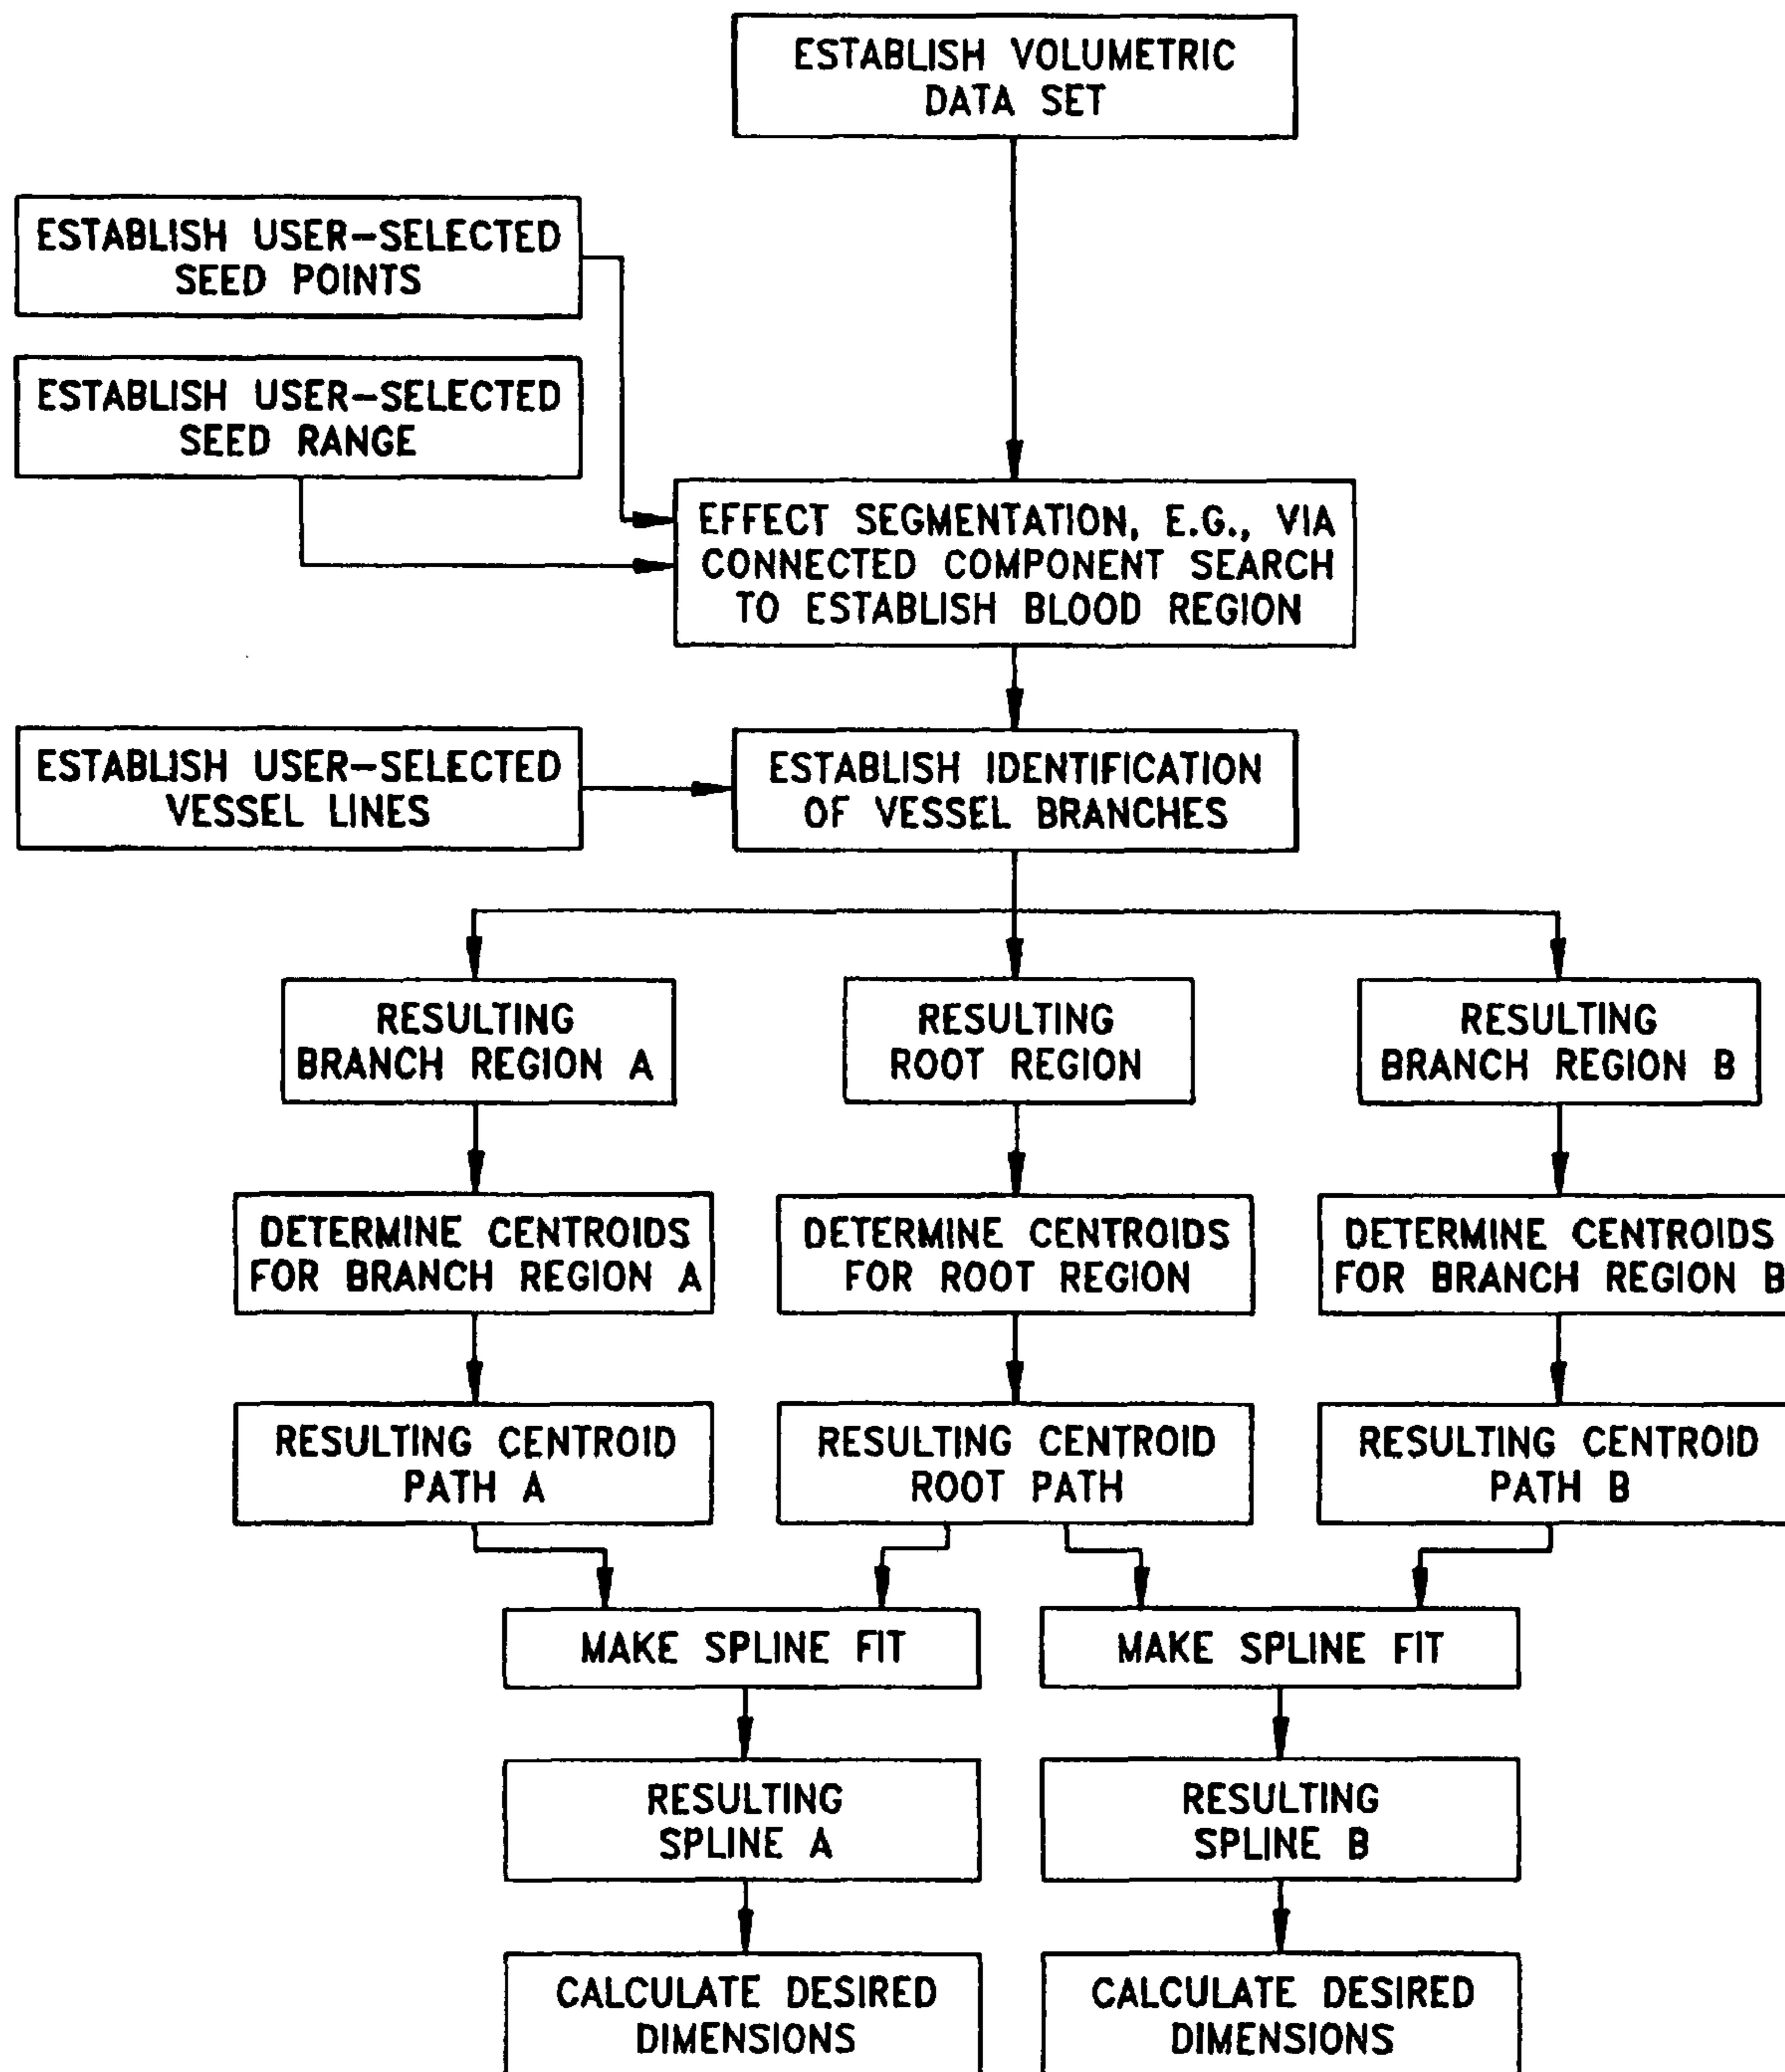 ESTABLISH VOLUMETRIC
DATA SET
ESTABLISH USER-SELECTED
SEED POINTS
ESTABLISH USER-SELECTED
SEED RANGE
EFFECT SEGMENTATION, E.G., VIA
CONNECTED COMPONENT SEARCH
TO ESTABLISH BLOOD REGION
ESTABLISH USER-SELECTED
VESSEL LINES
ESTABLISH IDENTIFICATION
OF VESSEL BRANCHES
RESULTING
BRANCH REGION A
RESULTING
ROOT REGION
RESULTING
BRANCH REGION B
DETERMINE CENTROIDS
FOR BRANCH REGION A
DETERMINE CENTROIDS
FOR ROOT REGION
DETERMINE CENTROIDS
FOR BRANCH REGION B
RESULTING CENTROID
PATH A
RESULTING CENTROID
ROOT PATH
RESULTING CENTROID
PATH B
MAKE SPLINE FIT
MAKE SPLINE FIT
RESULTING
SPLINE A
RESULTING
SPLINE B
CALCULATE DESIRED
DIMENSIONS
CALCULATE DESIRED
DIMENSIONS